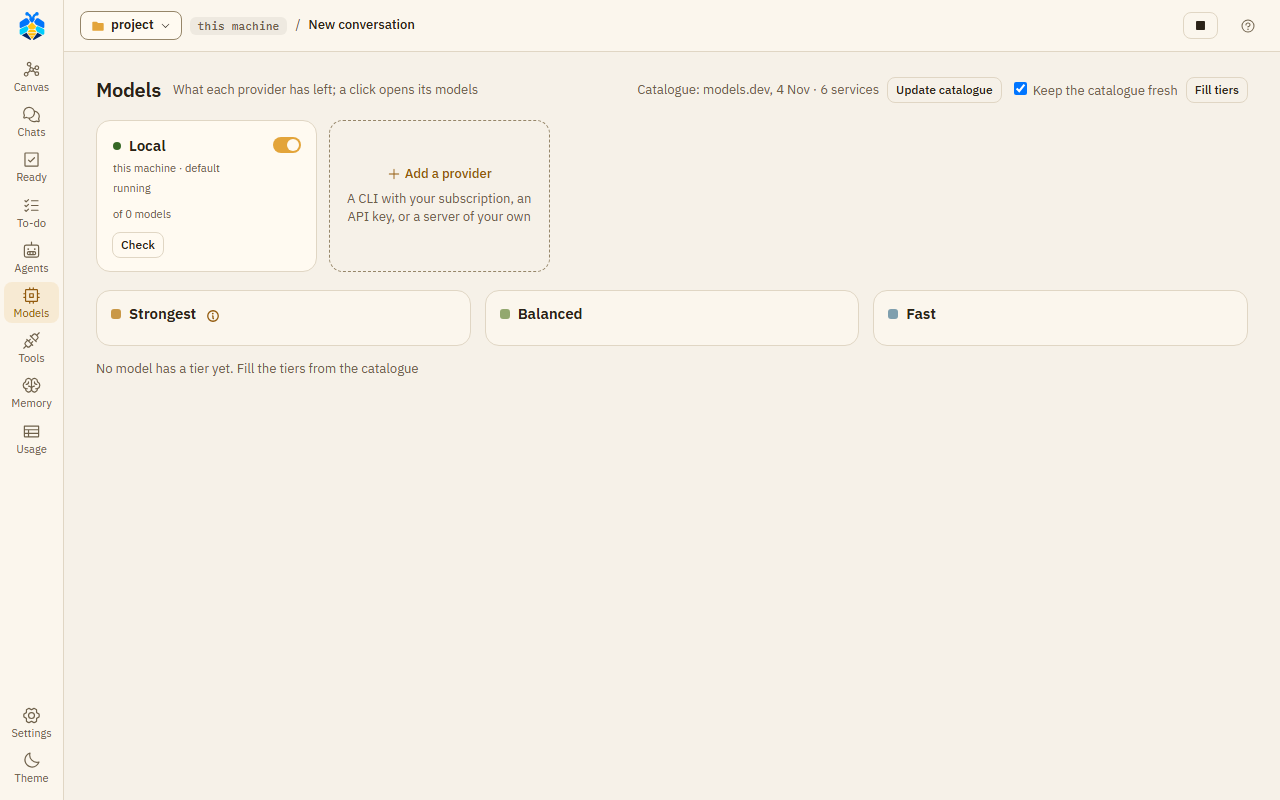 project
this machine / New conversation
Canvas
Chats
Ready
To-do
Agents
Models
Tools
Memory
Usage
Settings
Theme
Models What each provider has left; a click opens its models
Catalogue: models.dev, 4 Nov · 6 services Update catalogue Keep the catalogue fresh Fill tiers
Local
this machine · default
running
of 0 models
Check
+ Add a provider
A CLI with your subscription, an
API key, or a server of your own
Strongest
Balanced
Fast
No model has a tier yet. Fill the tiers from the catalogue